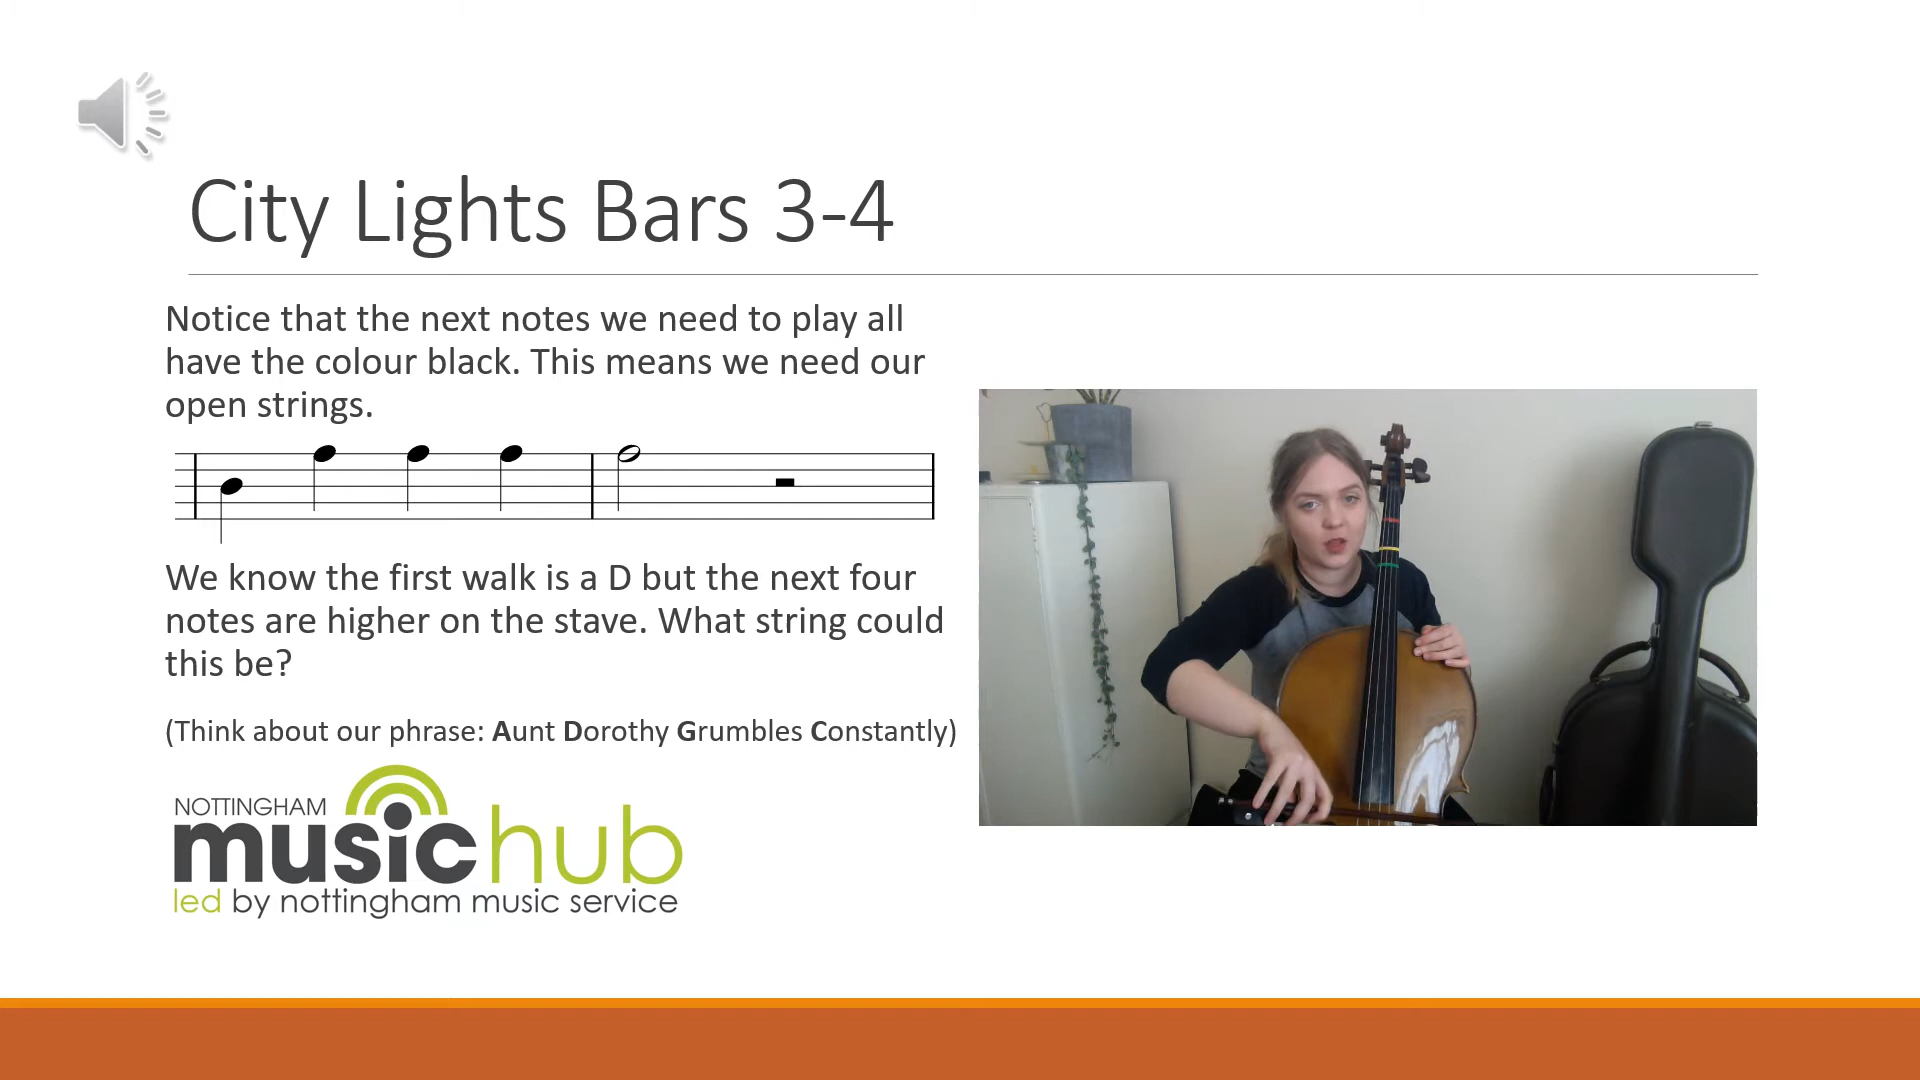 City Lights Bars 3-4
Notice that the next notes we need to play all
have the colour black. This means we need our
open strings.
We know the first walk is a D but the next four
notes are higher on the stave. What string could
this be?
(Think about our phrase: Aunt Dorothy Grumbles Constantly)
NOTTINGHAM
musichub
led by nottingham music service